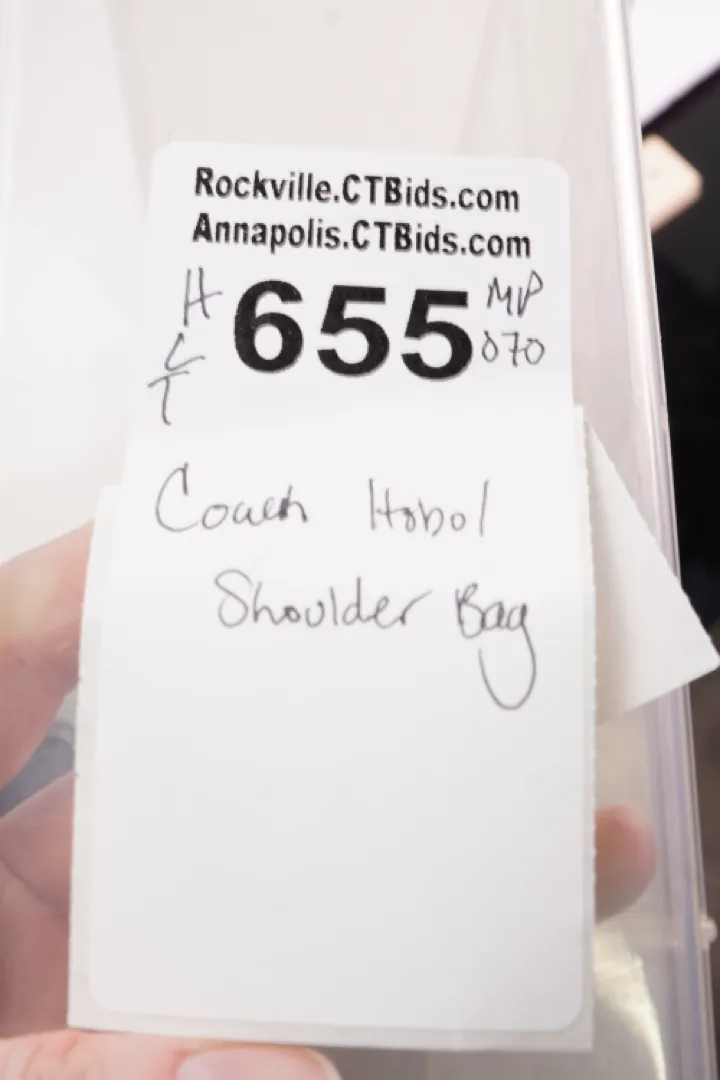 Rockville.CTBids.com
Annapolis.CTBids.com
H 655 MP
L 070
T
Coach Hobo/
Shoulder Bag